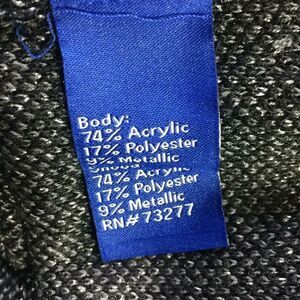 Body:
74% Acrylic
17% Polyester
9% Metallic
74% Acrylic
17% Polyester
9% Metallic
RN# 73277